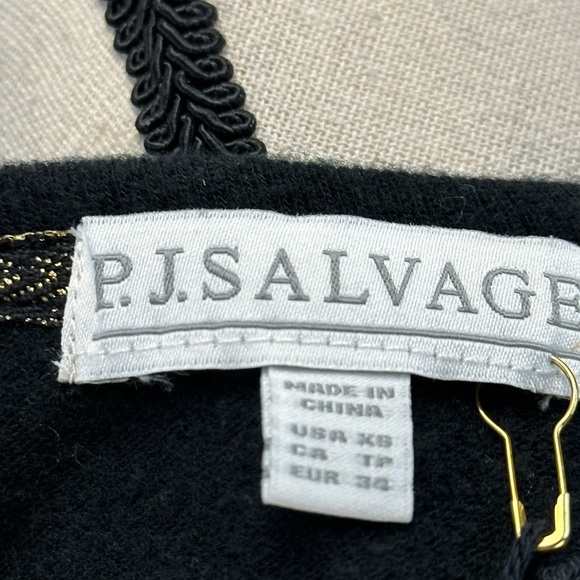 P.J.SALVAGE
MADE IN
CHINA
USA XS
CA TP
EUR 34